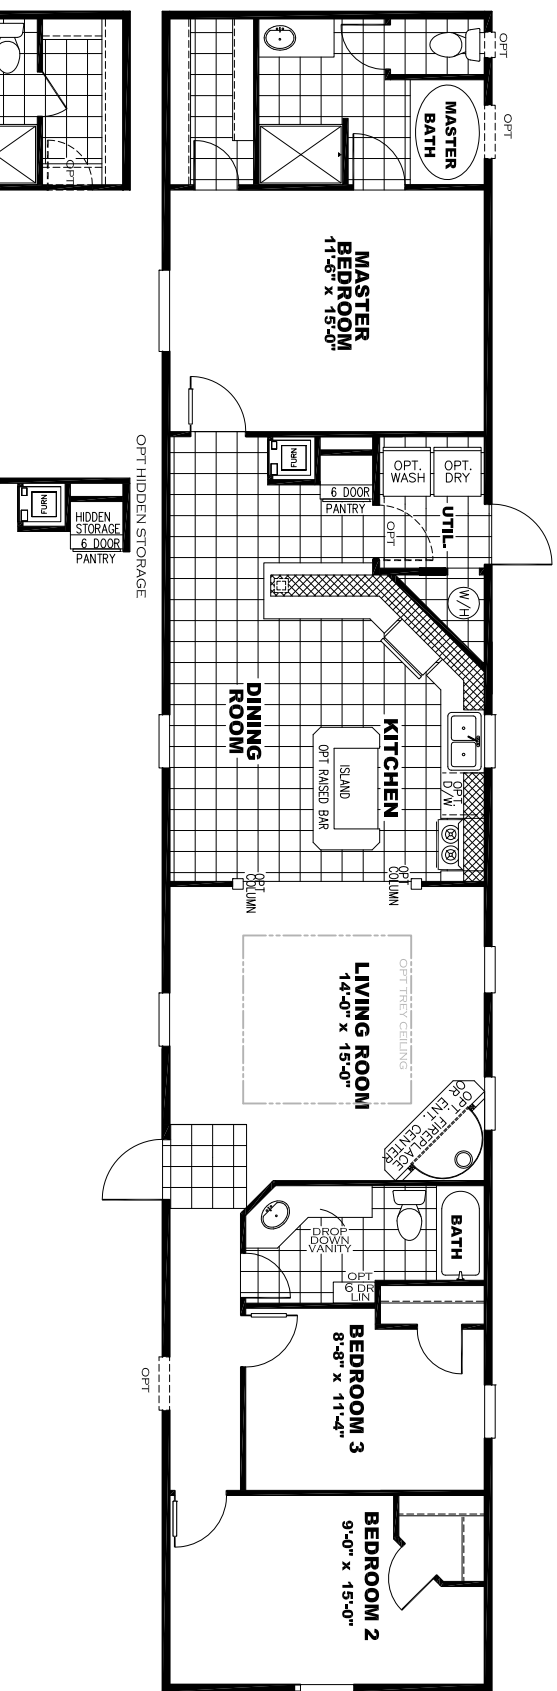 OPT
OPT
MASTER
BATH
OPT
MASTER
BEDROOM
11'-6" x 15'-0"
OPT HIDDEN STORAGE
FURN
HIDDEN
STORAGE
6 DOOR
PANTRY
FURN
6 DOOR
PANTRY
OPT.
WASH
OPT.
DRY
UTIL.
OPT
W/H
DINING
ROOM
KITCHEN
ISLAND
OPT RAISED BAR
OPT
D/W
OPT
COLUMN
OPT
COLUMN
LIVING ROOM
14'-0" x 15'-0"
OPT TREY CEILING
OPT. FIREPLACE
OR ENT. CENTER
BATH
DROP
DOWN
VANITY
OPT
6 DR
LIN
BEDROOM 3
8'-8" x 11'-4"
OPT
BEDROOM 2
9'-0" x 15'-0"